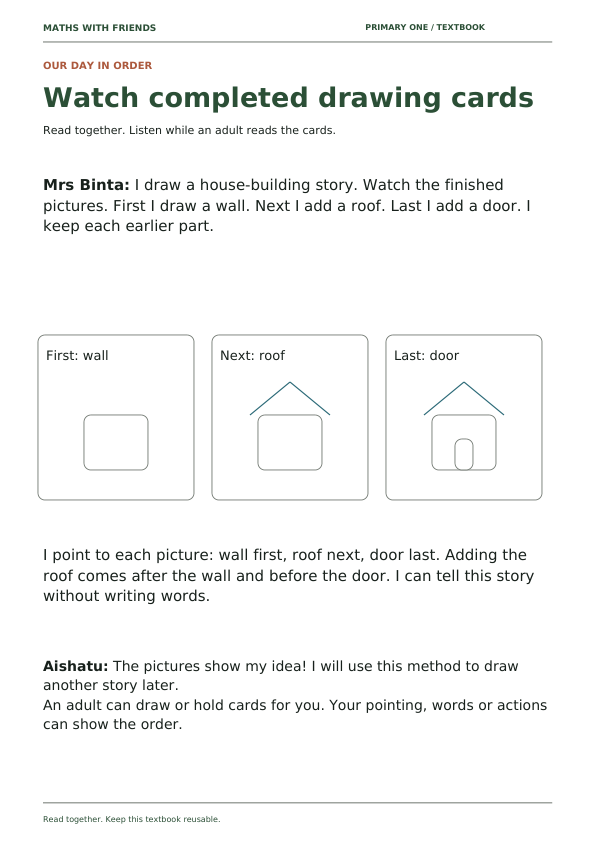 MATHS WITH FRIENDS
PRIMARY ONE / TEXTBOOK
OUR DAY IN ORDER
Watch completed drawing cards
Read together. Listen while an adult reads the cards.
Mrs Binta: I draw a house-building story. Watch the finished
pictures. First I draw a wall. Next I add a roof. Last I add a door. I
keep each earlier part.
First: wall
Next: roof
Last: door
I point to each picture: wall first, roof next, door last. Adding the
roof comes after the wall and before the door. I can tell this story
without writing words.
Aishatu: The pictures show my idea! I will use this method to draw
another story later.
An adult can draw or hold cards for you. Your pointing, words or actions
can show the order.
Read together. Keep this textbook reusable.